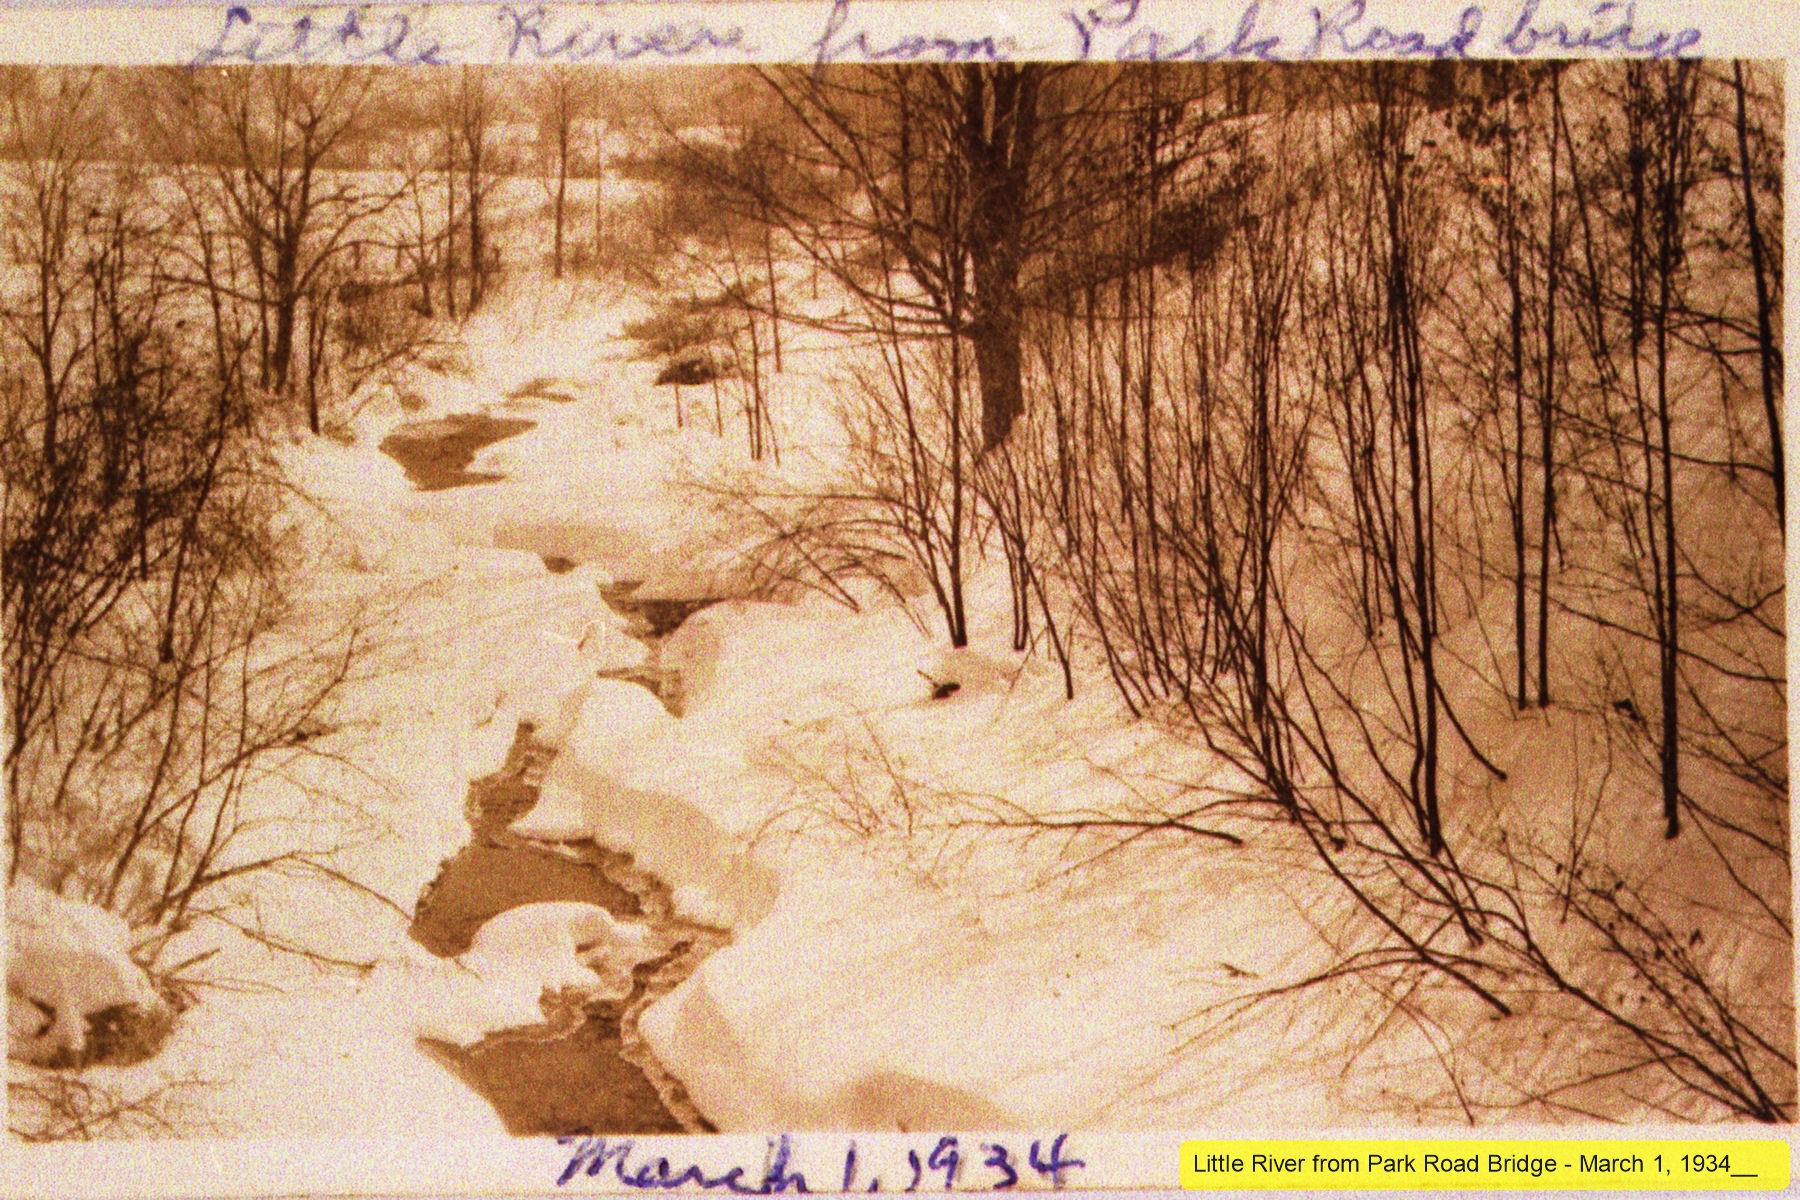 Little River from Park Road bridge
March 1, 1934
Little River from Park Road Bridge - March 1, 1934__